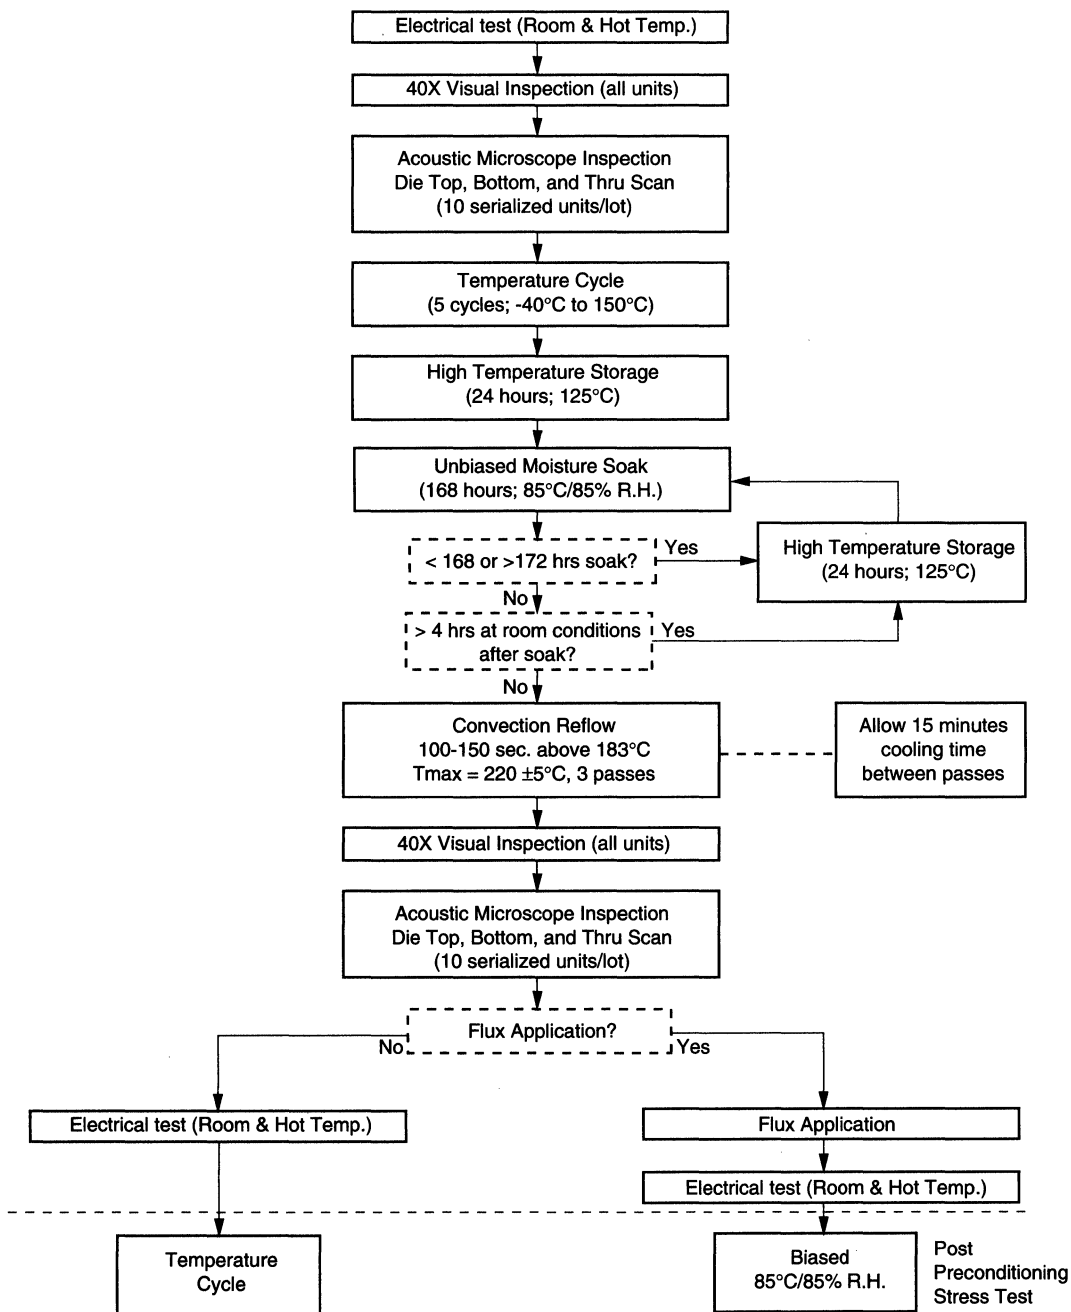 Electrical test (Room & Hot Temp.)
40X Visual Inspection (all units)
Acoustic Microscope Inspection
Die Top, Bottom, and Thru Scan
(10 serialized units/lot)
Temperature Cycle
(5 cycles; -40°C to 150°C)
High Temperature Storage
(24 hours; 125°C)
Unbiased Moisture Soak
(168 hours; 85°C/85% R.H.)
< 168 or >172 hrs soak?
Yes
High Temperature Storage
(24 hours; 125°C)
No
> 4 hrs at room conditions
after soak?
Yes
No
Convection Reflow
100-150 sec. above 183°C
Tmax = 220 ±5°C, 3 passes
Allow 15 minutes
cooling time
between passes
40X Visual Inspection (all units)
Acoustic Microscope Inspection
Die Top, Bottom, and Thru Scan
(10 serialized units/lot)
Flux Application?
No
Yes
Electrical test (Room & Hot Temp.)
Flux Application
Electrical test (Room & Hot Temp.)
Temperature
Cycle
Biased
85°C/85% R.H.
Post
Preconditioning
Stress Test